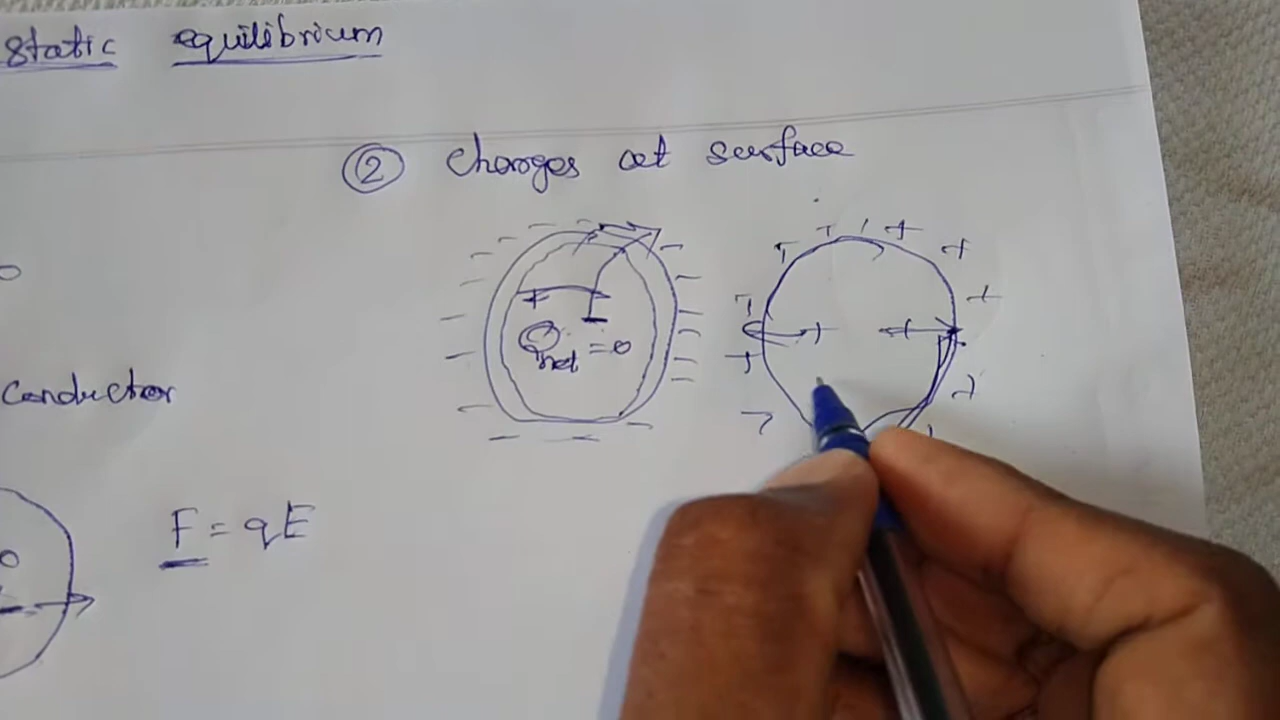 static equilibrium
② Charges at surface
Q net = 0
Conductor
F = qE